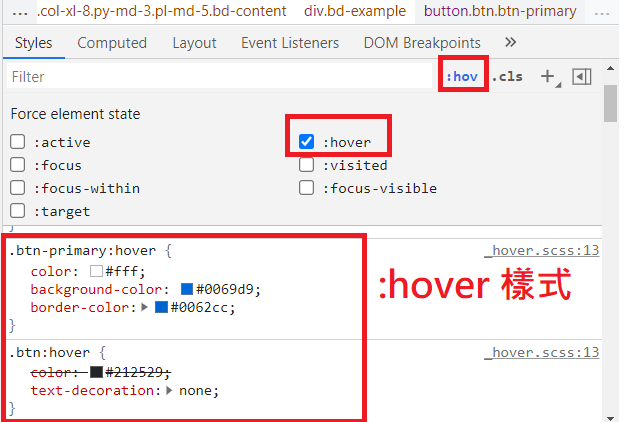 ... .col-xl-8.py-md-3.pl-md-5.bd-content div.bd-example button.btn.btn-primary ...
Styles Computed Layout Event Listeners DOM Breakpoints »
Filter :hov .cls +
Force element state
:active :hover
:focus :visited
:focus-within :focus-visible
:target
}
.btn-primary:hover { _hover.scss:13
color: #fff;
background-color: #0069d9;
border-color: #0062cc;
}
:hover 樣式
.btn:hover { _hover.scss:13
color: #212529;
text-decoration: none;
}